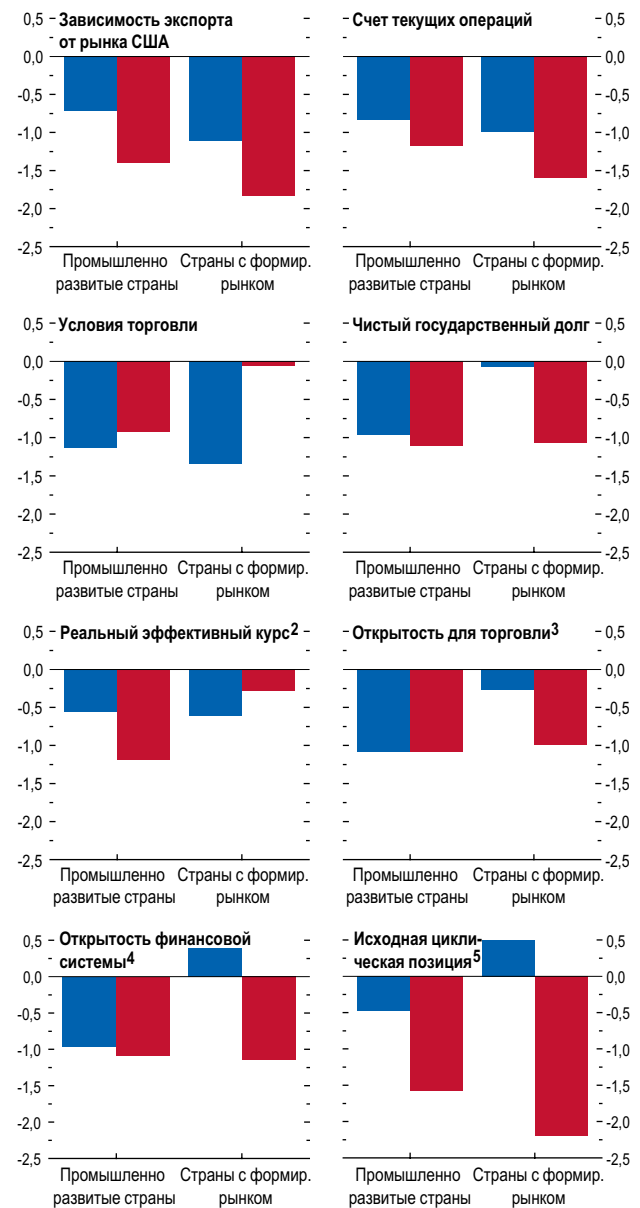 0,5 Зависимость экспорта
от рынка США
0,0
-0,5
-1,0
-1,5
-2,0
-2,5
Промышленно Страны с формир.
развитые страны рынком
Счет текущих операций 0,5
0,0
-0,5
-1,0
-1,5
-2,0
-2,5
Промышленно Страны с формир.
развитые страны рынком
0,5 Условия торговли
0,0
-0,5
-1,0
-1,5
-2,0
-2,5
Промышленно Страны с формир.
развитые страны рынком
Чистый государственный долг 0,5
0,0
-0,5
-1,0
-1,5
-2,0
-2,5
Промышленно Страны с формир.
развитые страны рынком
0,5 Реальный эффективный курс2
0,0
-0,5
-1,0
-1,5
-2,0
-2,5
Промышленно Страны с формир.
развитые страны рынком
Открытость для торговли3 0,5
0,0
-0,5
-1,0
-1,5
-2,0
-2,5
Промышленно Страны с формир.
развитые страны рынком
0,5 Открытость финансовой
системы4
0,0
-0,5
-1,0
-1,5
-2,0
-2,5
Промышленно Страны с формир.
развитые страны рынком
Исходная цикли- 0,5
ческая позиция5
0,0
-0,5
-1,0
-1,5
-2,0
-2,5
Промышленно Страны с формир.
развитые страны рынком